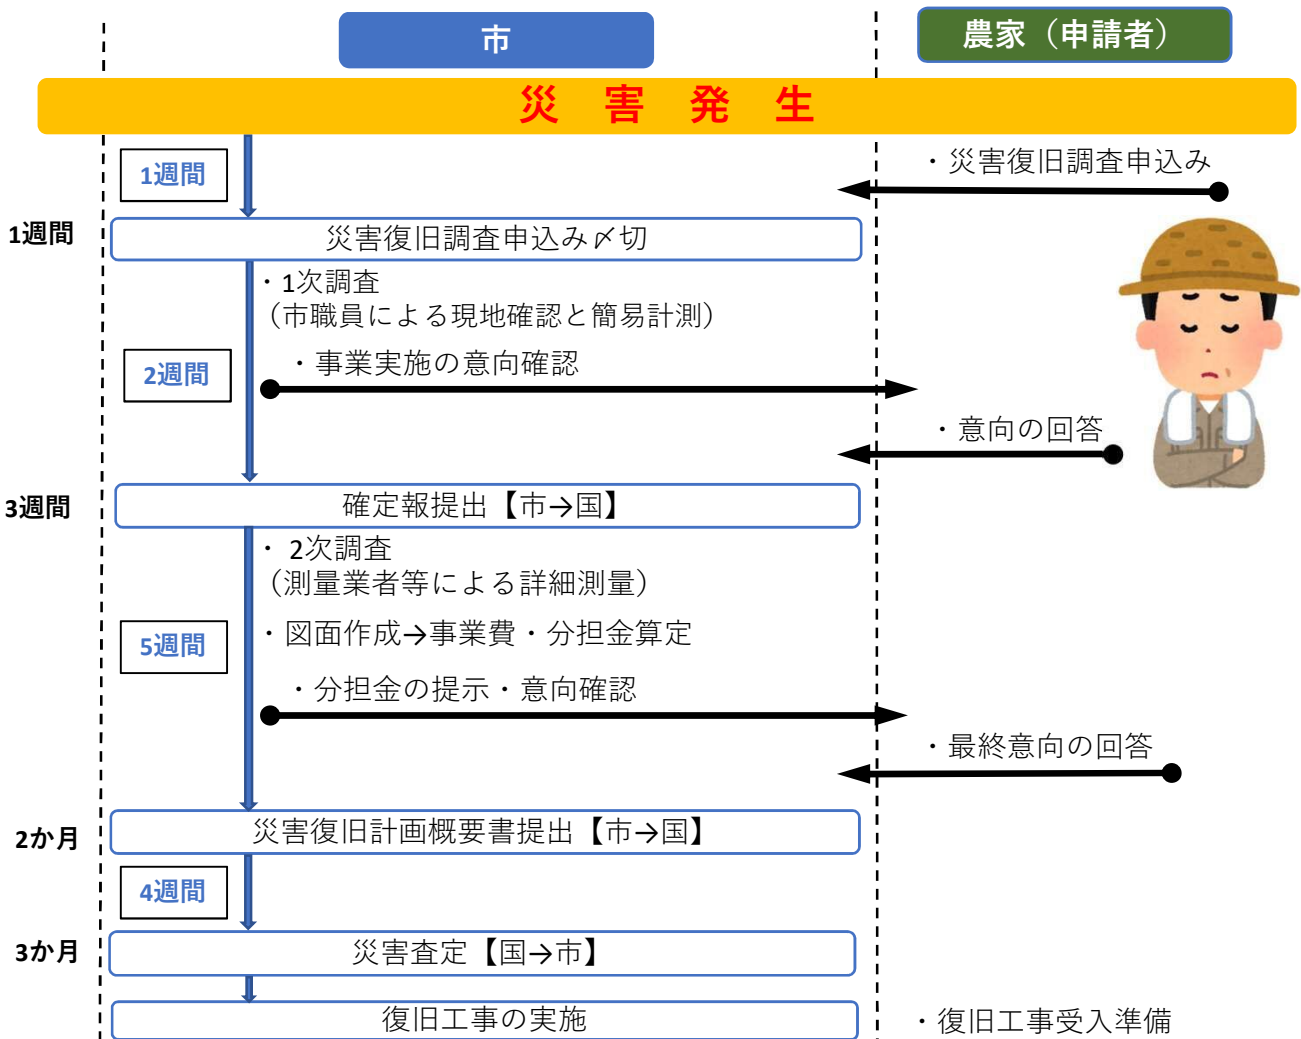 市
農家（申請者）
災害発生
1週間
・災害復旧調査申込み
1週間
災害復旧調査申込み〆切
・1次調査
（市職員による現地確認と簡易計測）
2週間
・事業実施の意向確認
・意向の回答
3週間
確定報提出【市→国】
・ 2次調査
（測量業者等による詳細測量）
5週間
・図面作成→事業費・分担金算定
・分担金の提示・意向確認
・最終意向の回答
2か月
災害復旧計画概要書提出【市→国】
4週間
3か月
災害査定【国→市】
復旧工事の実施
・復旧工事受入準備